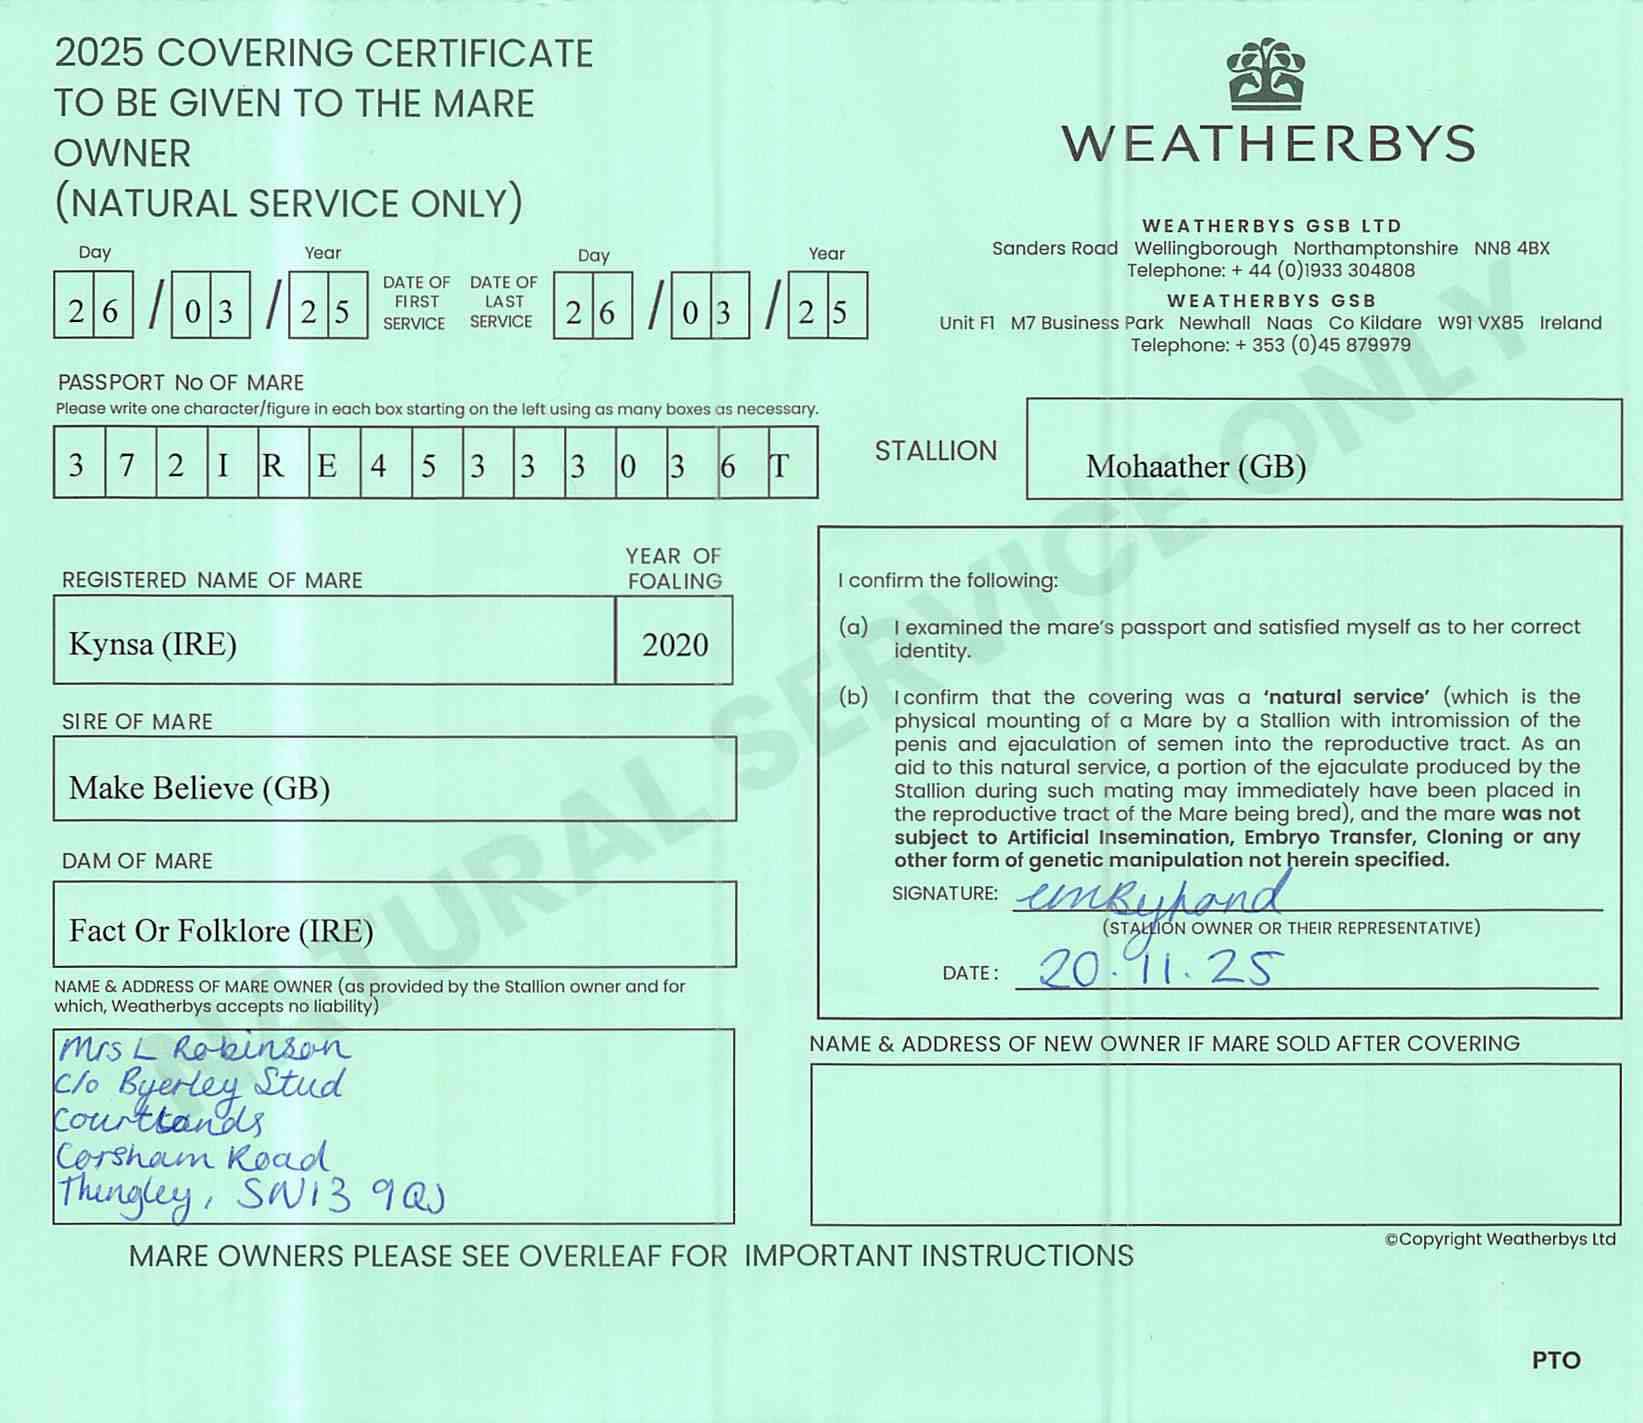 2025 COVERING CERTIFICATE
TO BE GIVEN TO THE MARE
OWNER
(NATURAL SERVICE ONLY)
WEATHERBYS
WEATHERBYS GSB LTD
Sanders Road Wellingborough Northamptonshire NN8 4BX
Telephone: + 44 (0)1933 304808
WEATHERBYS GSB
Unit F1 M7 Business Park Newhall Naas Co Kildare W91 VX85 Ireland
Telephone: + 353 (0)45 879979
Day Year
26/03/25
DATE OF FIRST SERVICE
DATE OF LAST SERVICE
Day Year
26/03/25
PASSPORT No OF MARE
Please write one character/figure in each box starting on the left using as many boxes as necessary.
372IRE45333036T
STALLION
Mohaather (GB)
REGISTERED NAME OF MARE
YEAR OF FOALING
Kynsa (IRE)
2020
SIRE OF MARE
Make Believe (GB)
DAM OF MARE
Fact Or Folklore (IRE)
NAME & ADDRESS OF MARE OWNER (as provided by the Stallion owner and for
which, Weatherbys accepts no liability)
Mrs L Robinson
c/o Byerley Stud
Courtlands
Corsham Road
Thingley, SN13 9QJ
I confirm the following:
(a) I examined the mare's passport and satisfied myself as to her correct
identity.
(b) I confirm that the covering was a 'natural service' (which is the
physical mounting of a Mare by a Stallion with intromission of the
penis and ejaculation of semen into the reproductive tract. As an
aid to this natural service, a portion of the ejaculate produced by the
Stallion during such mating may immediately have been placed in
the reproductive tract of the Mare being bred), and the mare was not
subject to Artificial Insemination, Embryo Transfer, Cloning or any
other form of genetic manipulation not herein specified.
SIGNATURE:
(STALLION OWNER OR THEIR REPRESENTATIVE)
DATE: 20.11.25
NAME & ADDRESS OF NEW OWNER IF MARE SOLD AFTER COVERING
©Copyright Weatherbys Ltd
MARE OWNERS PLEASE SEE OVERLEAF FOR IMPORTANT INSTRUCTIONS
PTO
NATURAL SERVICE ONLY